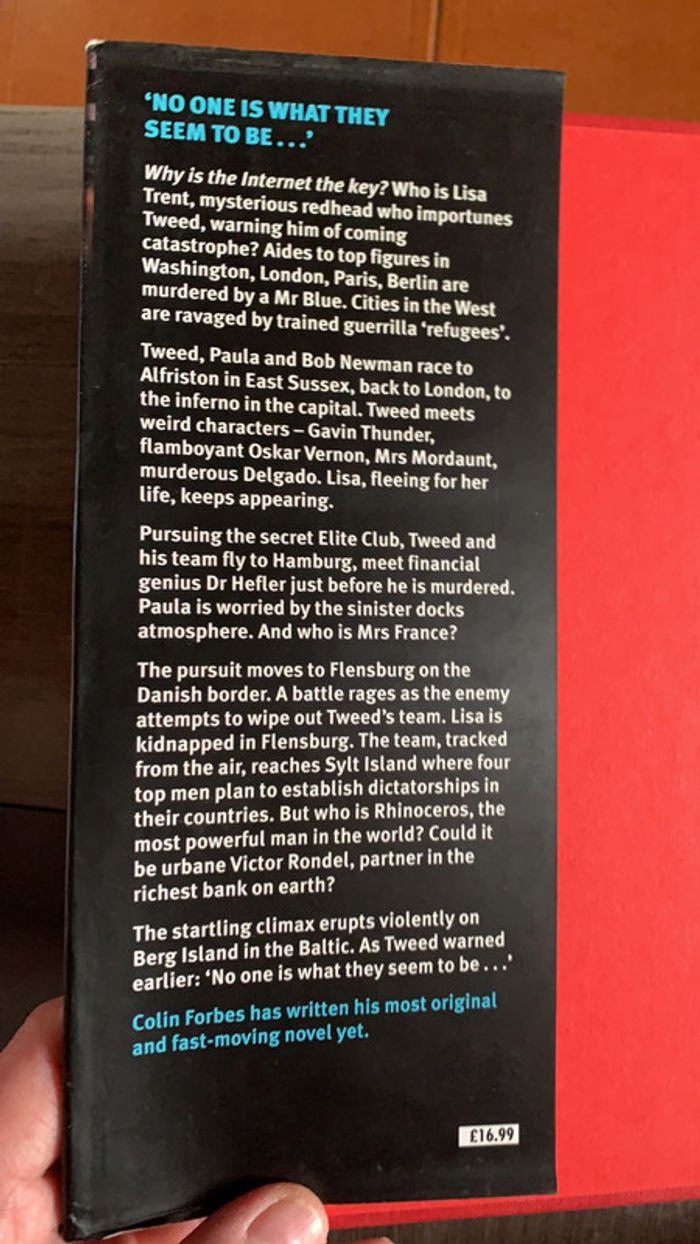 ‘NO ONE IS WHAT THEY
SEEM TO BE...’
Why is the Internet the key? Who is Lisa
Trent, mysterious redhead who importunes
Tweed, warning him of coming
catastrophe? Aides to top figures in
Washington, London, Paris, Berlin are
murdered by a Mr Blue. Cities in the West
are ravaged by trained guerrilla ‘refugees’.
Tweed, Paula and Bob Newman race to
Alfriston in East Sussex, back to London, to
the inferno in the capital. Tweed meets
weird characters – Gavin Thunder,
flamboyant Oskar Vernon, Mrs Mordaunt,
murderous Delgado. Lisa, fleeing for her
life, keeps appearing.
Pursuing the secret Elite Club, Tweed and
his team fly to Hamburg, meet financial
genius Dr Hefler just before he is murdered.
Paula is worried by the sinister docks
atmosphere. And who is Mrs France?
The pursuit moves to Flensburg on the
Danish border. A battle rages as the enemy
attempts to wipe out Tweed’s team. Lisa is
kidnapped in Flensburg. The team, tracked
from the air, reaches Sylt Island where four
top men plan to establish dictatorships in
their countries. But who is Rhinoceros, the
most powerful man in the world? Could it
be urbane Victor Rondel, partner in the
richest bank on earth?
The startling climax erupts violently on
Berg Island in the Baltic. As Tweed warned
earlier: ‘No one is what they seem to be...’
Colin Forbes has written his most original
and fast-moving novel yet.
£16.99